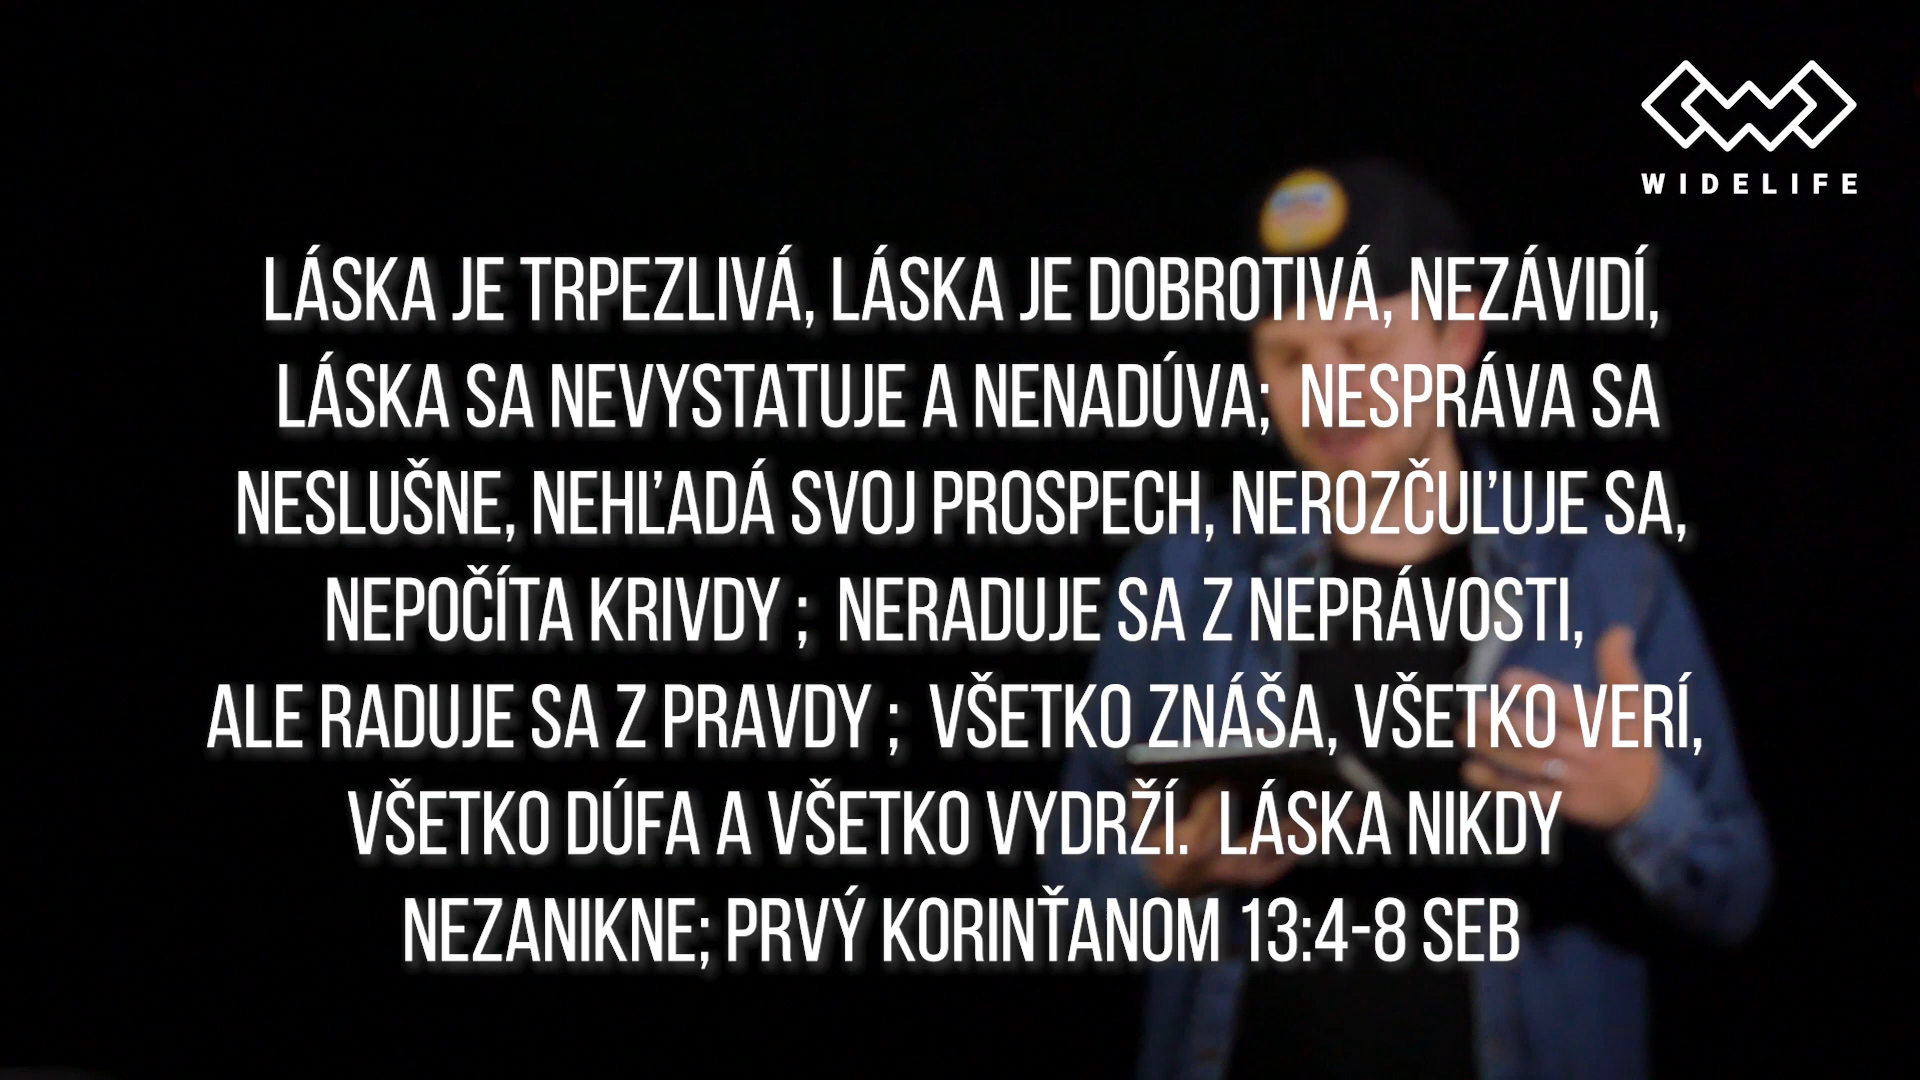 WIDELIFE
LÁSKA JE TRPEZLIVÁ, LÁSKA JE DOBROTIVÁ, NEZÁVIDÍ,
LÁSKA SA NEVYSTATUJE A NENADÚVA; NESPRÁVA SA
NESLUŠNE, NEHĽADÁ SVOJ PROSPECH, NEROZČUĽUJE SA,
NEPOČÍTA KRIVDY ; NERADUJE SA Z NEPRÁVOSTI,
ALE RADUJE SA Z PRAVDY ; VŠETKO ZNÁŠA, VŠETKO VERÍ,
VŠETKO DÚFA A VŠETKO VYDRŽÍ. LÁSKA NIKDY
NEZANIKNE; PRVÝ KORINŤANOM 13:4-8 SEB